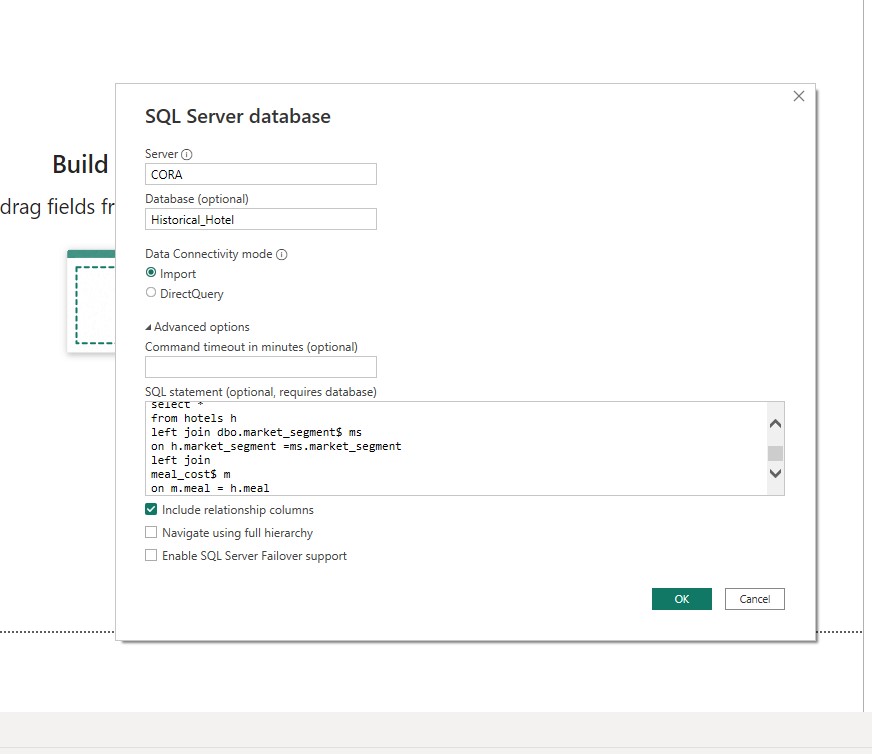 Build
drag fields fr
SQL Server database
Server
CORA
Database (optional)
Historical_Hotel
Data Connectivity mode
Import
DirectQuery
Advanced options
Command timeout in minutes (optional)
SQL statement (optional, requires database)
select *
from hotels h
left join dbo.market_segment$ ms
on h.market_segment =ms.market_segment
left join
meal_cost$ m
on m.meal = h.meal
Include relationship columns
Navigate using full hierarchy
Enable SQL Server Failover support
OK
Cancel